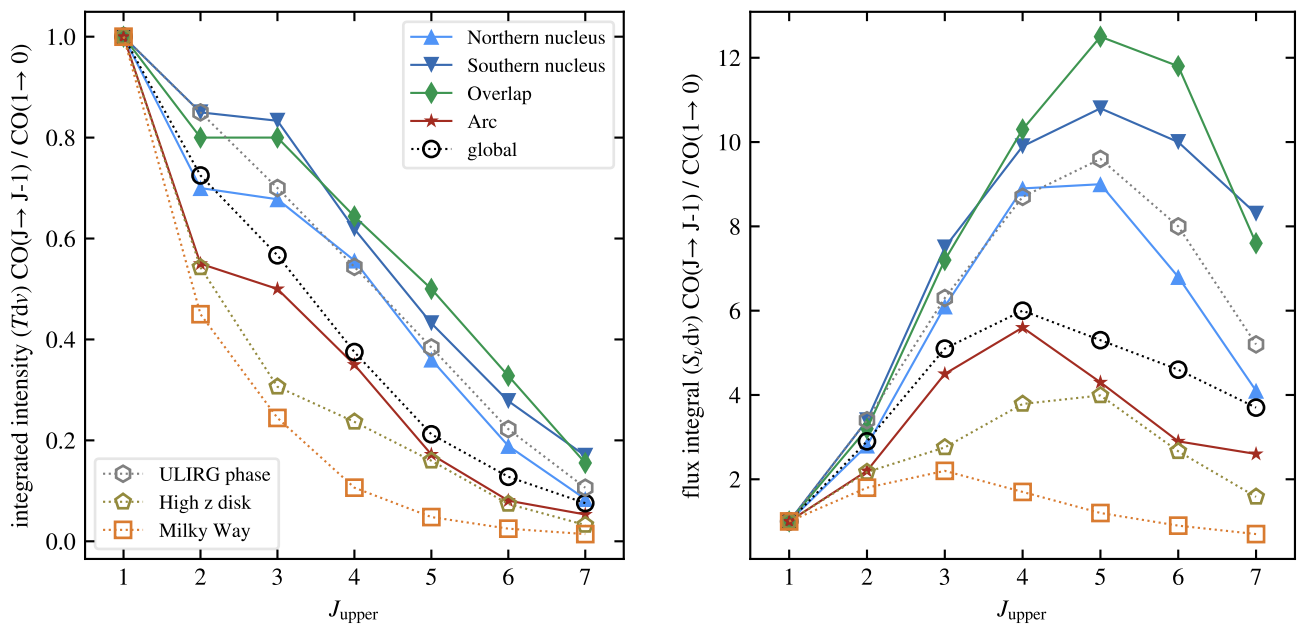 integrated intensity (Tdv) CO(J→ J-1) / CO(1→ 0)
1.0
0.8
0.6
0.4
0.2
0.0
Northern nucleus
Southern nucleus
Overlap
Arc
global
ULIRG phase
High z disk
Milky Way
1 2 3 4 5 6 7
J_upper
flux integral (S_νdv) CO(J→ J-1) / CO(1→ 0)
12
10
8
6
4
2
1 2 3 4 5 6 7
J_upper